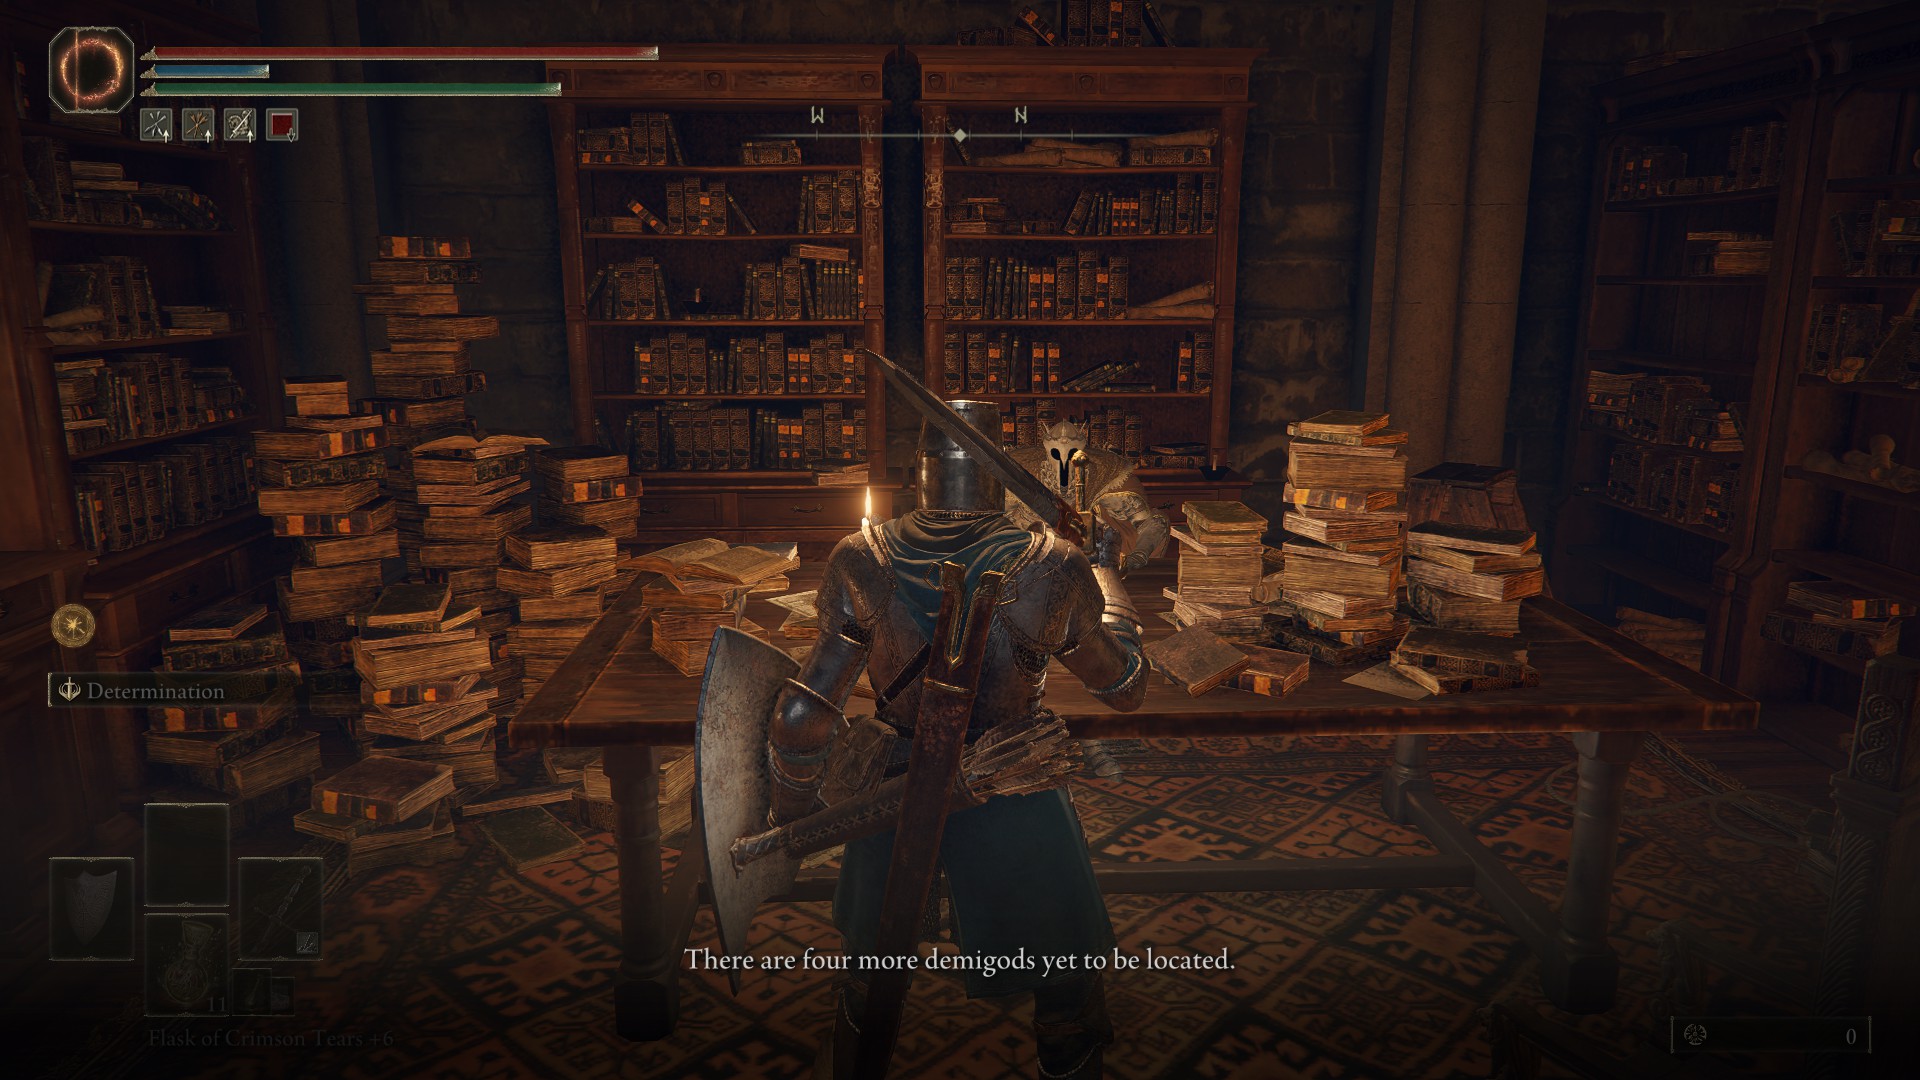 W N
Determination
There are four more demigods yet to be located.
11
Flask of Crimson Tears +6
0